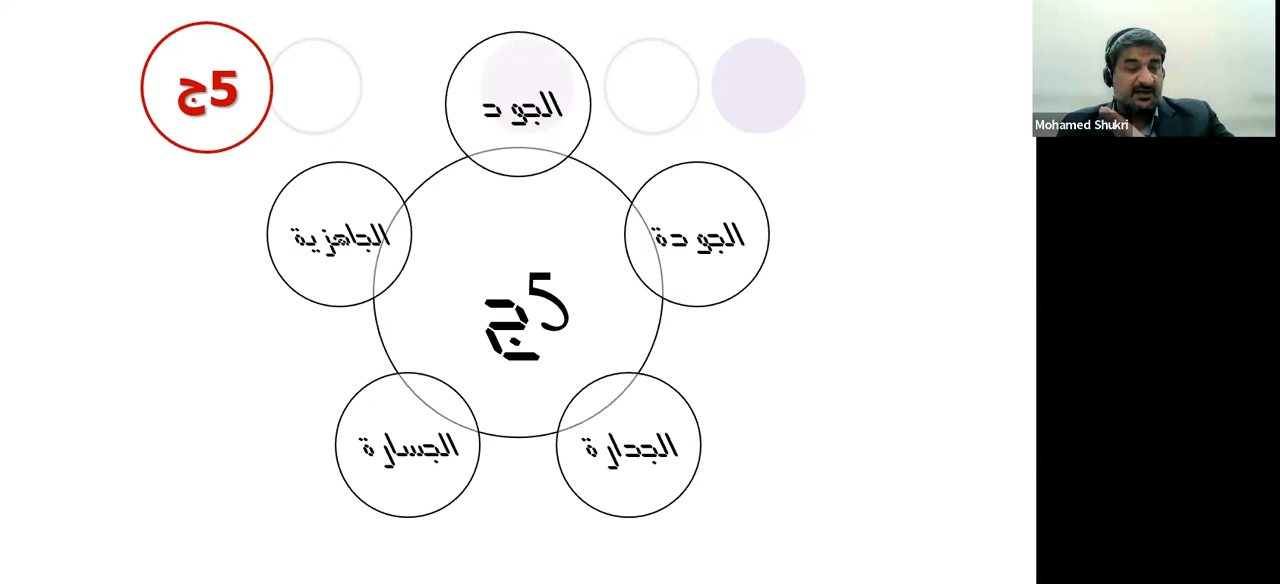 5ج
الجود
الجودة
الجدارة
الجسارة
الجاهزية
5ج
Mohamed Shukri